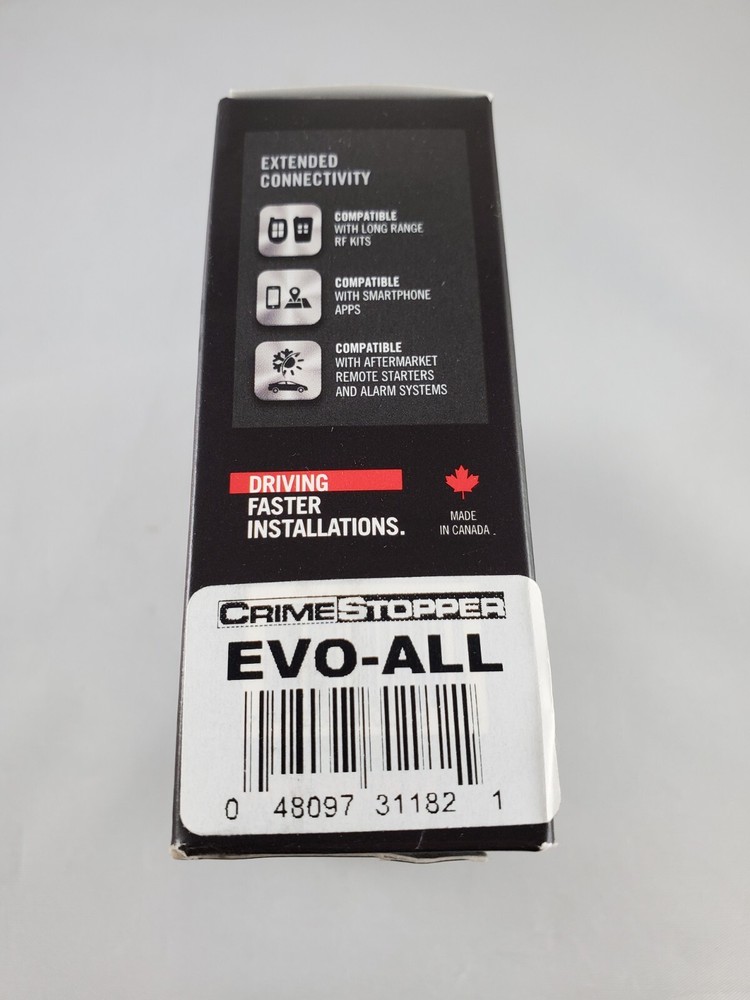 EXTENDED
CONNECTIVITY
COMPATIBLE
WITH LONG RANGE
RF KITS
COMPATIBLE
WITH SMARTPHONE
APPS
COMPATIBLE
WITH AFTERMARKET
REMOTE STARTERS
AND ALARM SYSTEMS
DRIVING
FASTER
INSTALLATIONS.
MADE
IN CANADA
CRIMESTOPPER
EVO-ALL
0 48097 31182 1